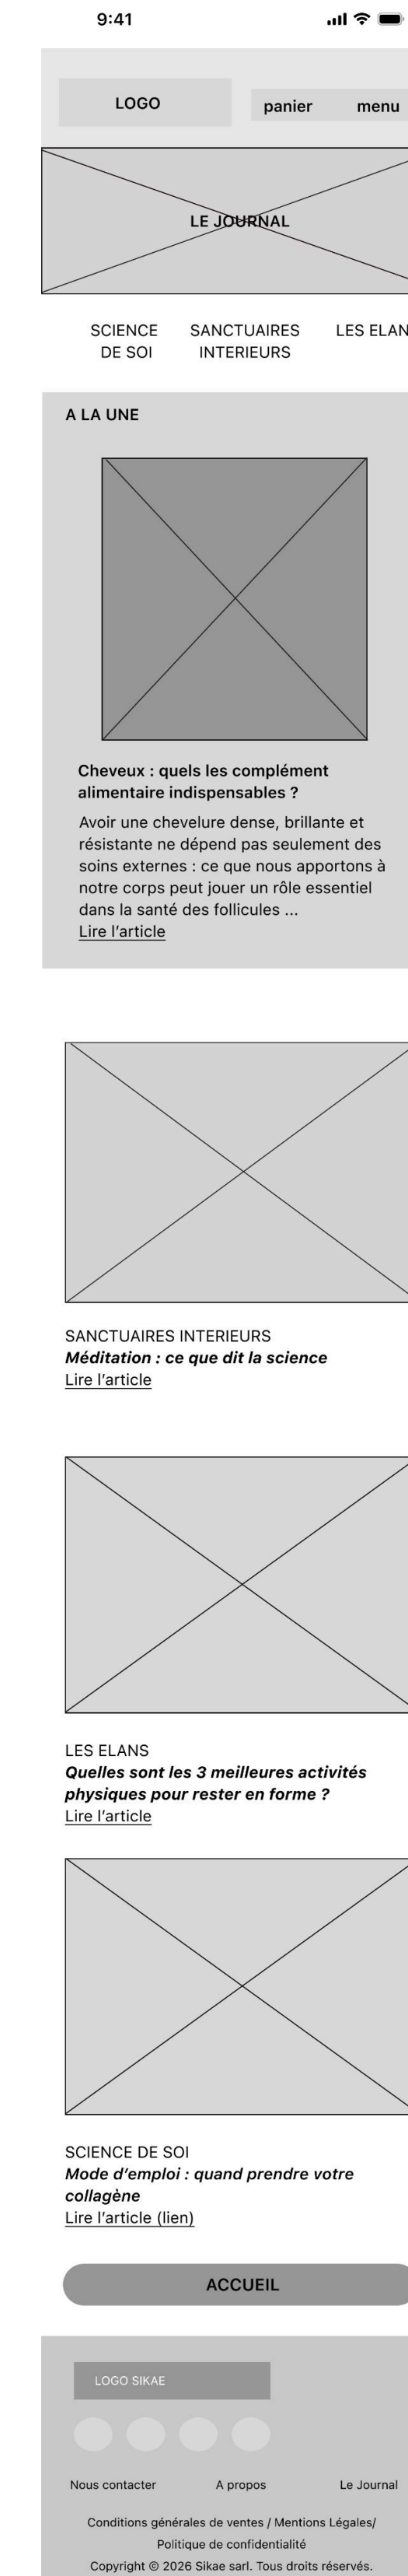 9:41
LOGO panier menu
LE JOURNAL
SCIENCE SANCTUAIRES LES ELAN
DE SOI INTERIEURS
A LA UNE
Cheveux : quels les complément
alimentaire indispensables ?
Avoir une chevelure dense, brillante et
résistante ne dépend pas seulement des
soins externes : ce que nous apportons à
notre corps peut jouer un rôle essentiel
dans la santé des follicules ...
Lire l’article
SANCTUAIRES INTERIEURS
Méditation : ce que dit la science
Lire l’article
LES ELANS
Quelles sont les 3 meilleures activités
physiques pour rester en forme ?
Lire l’article
SCIENCE DE SOI
Mode d’emploi : quand prendre votre
collagène
Lire l’article (lien)
ACCUEIL
LOGO SIKAE
Nous contacter A propos Le Journal
Conditions générales de ventes / Mentions Légales/
Politique de confidentialité
Copyright © 2026 Sikae sarl. Tous droits réservés.